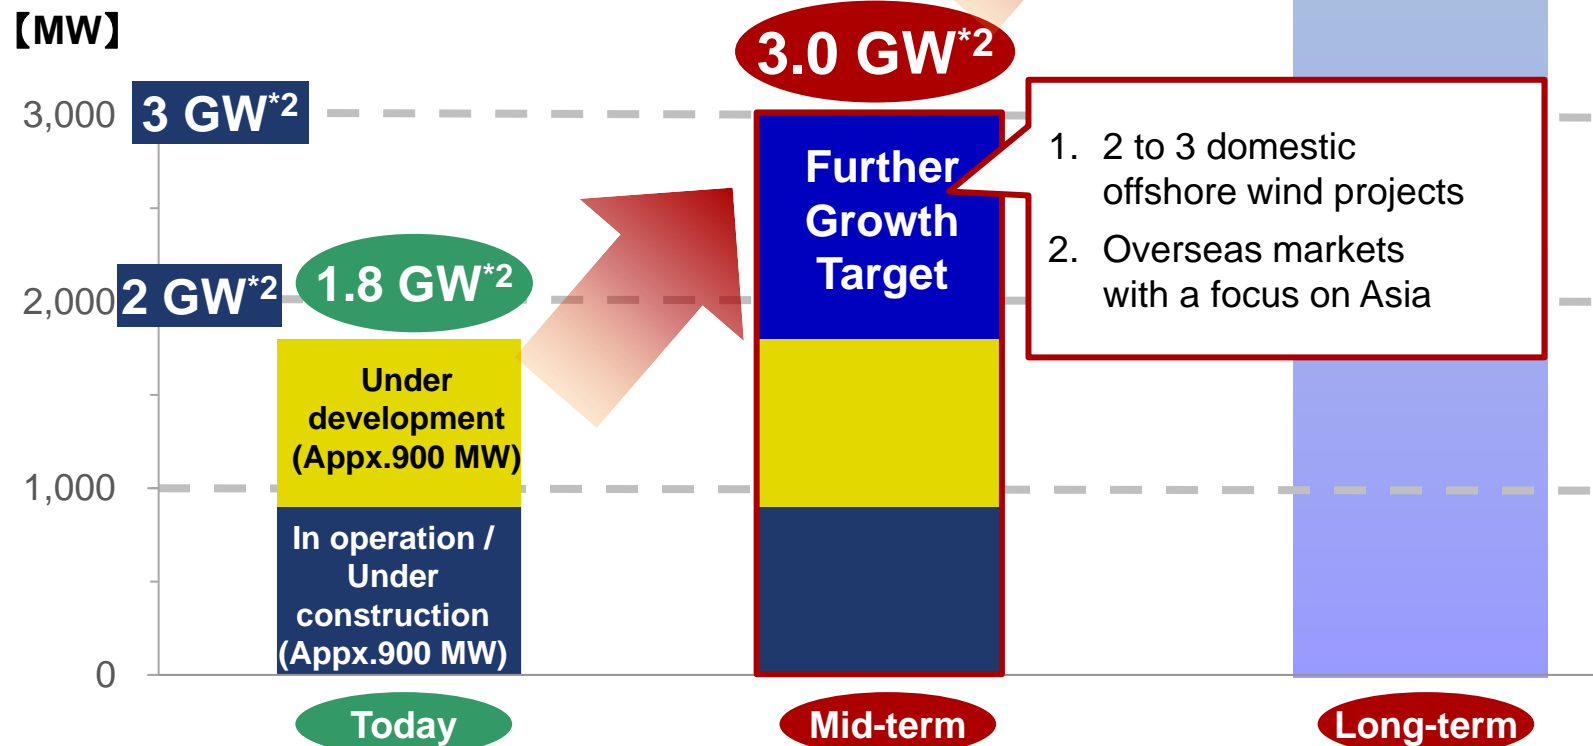 【MW】
3.0 GW*2
3,000
3 GW*2
Further
Growth
Target
1. 2 to 3 domestic
offshore wind projects
2. Overseas markets
with a focus on Asia
2,000
2 GW*2
1.8 GW*2
Under
development
(Appx.900 MW)
1,000
In operation /
Under
construction
(Appx.900 MW)
0
Today
Mid-term
Long-term